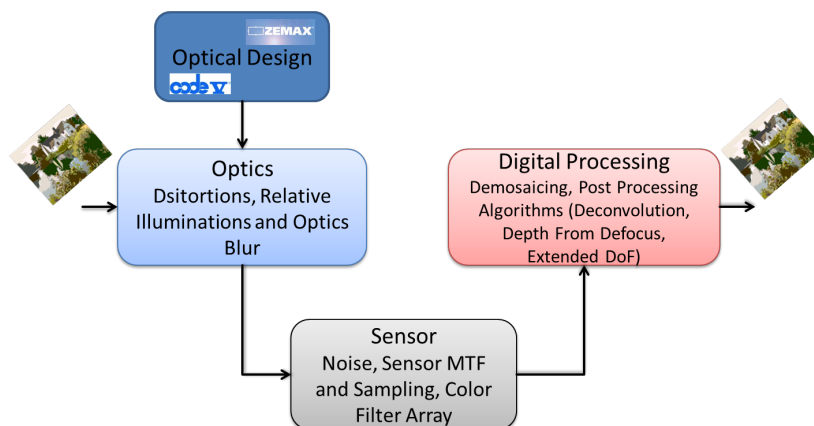 ZEMAX
Optical Design
code V
Optics
Dsitortions, Relative
Illuminations and Optics
Blur
Digital Processing
Demosaicing, Post Processing
Algorithms (Deconvolution,
Depth From Defocus,
Extended DoF)
Sensor
Noise, Sensor MTF
and Sampling, Color
Filter Array